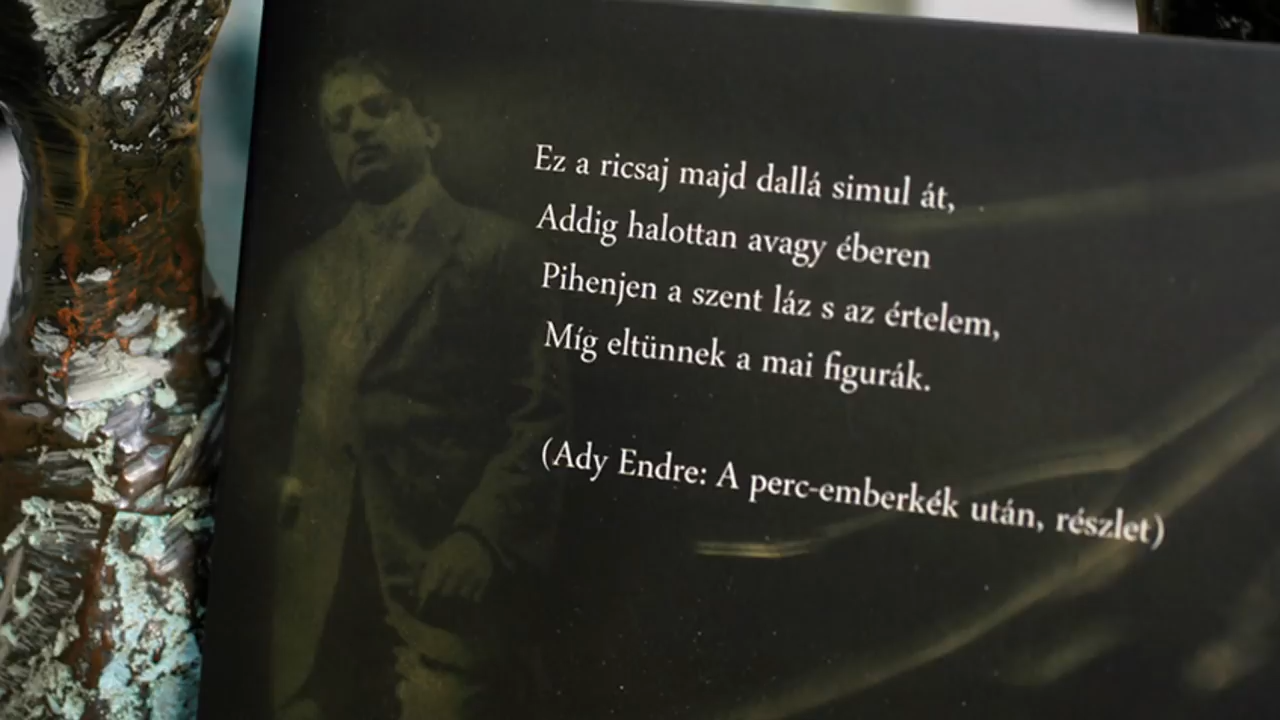 Ez a ricsaj majd dallá simul át,
Addig halottan avagy éberen
Pihenjen a szent láz s az értelem,
Míg eltünnek a mai figurák.
(Ady Endre: A perc-emberkék után, részlet)